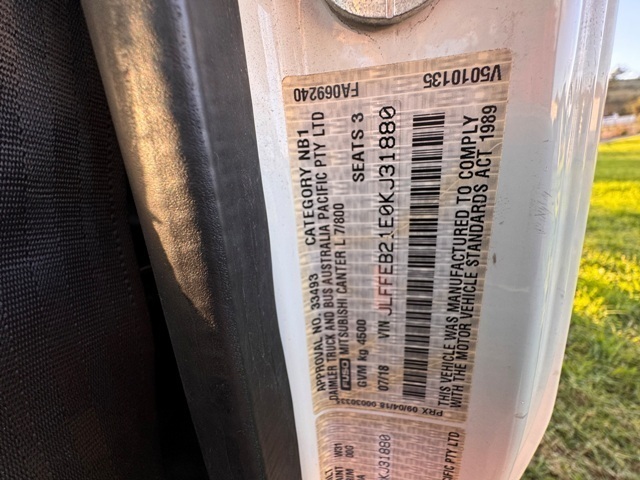 FA069240 V5010135
APPROVAL NO. 33493 CATEGORY NB1
DAIMLER TRUCK AND BUS AUSTRALIA PACIFIC PTY LTD
FUSO MITSUBISHI CANTER L 7/800
GVM kg 4500 SEATS 3
07/18 VIN JLFFEB21E0KJ31880
THIS VEHICLE WAS MANUFACTURED TO COMPLY
WITH THE MOTOR VEHICLE STANDARDS ACT 1989
PRX 09/04/18
KJ31880
PTY LTD